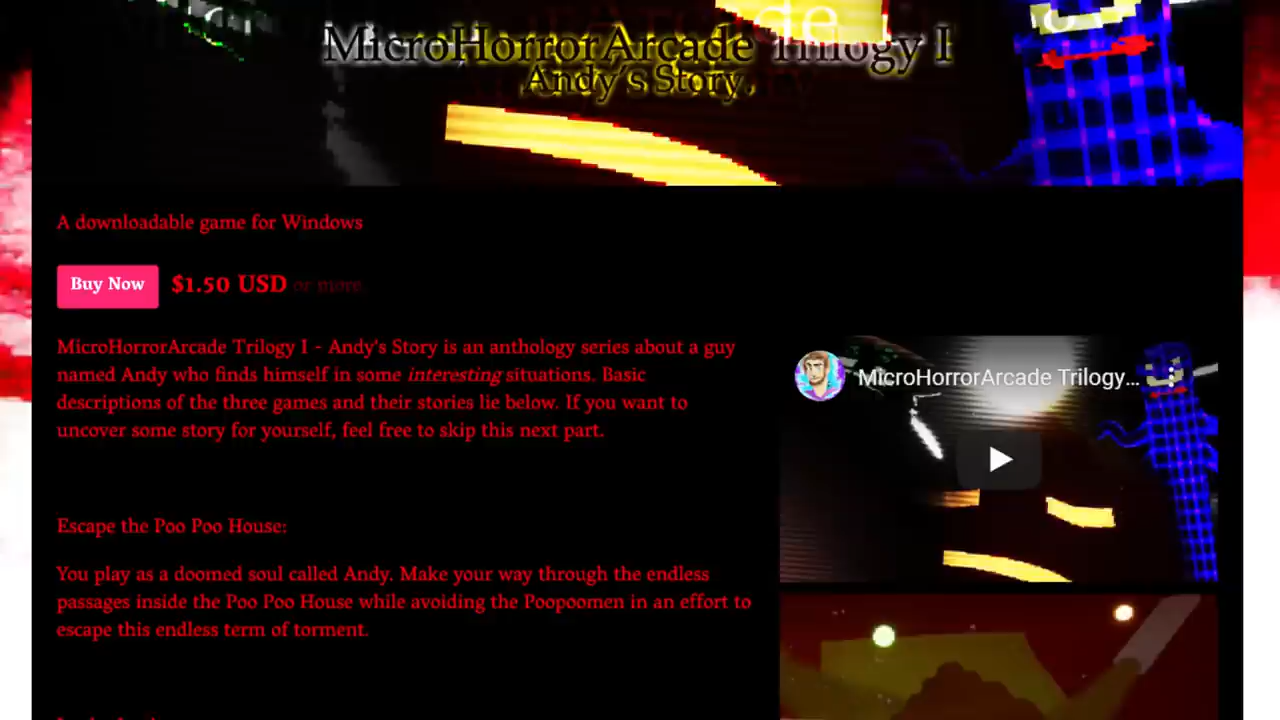 MicroHorrorArcade Trilogy I
Andy's Story.
A downloadable game for Windows
Buy Now $1.50 USD or more
MicroHorrorArcade Trilogy I - Andy's Story is an anthology series about a guy
named Andy who finds himself in some interesting situations. Basic
descriptions of the three games and their stories lie below. If you want to
uncover some story for yourself, feel free to skip this next part.
MicroHorrorArcade Trilogy...
Escape the Poo Poo House:
You play as a doomed soul called Andy. Make your way through the endless
passages inside the Poo Poo House while avoiding the Poopoomen in an effort to
escape this endless term of torment.